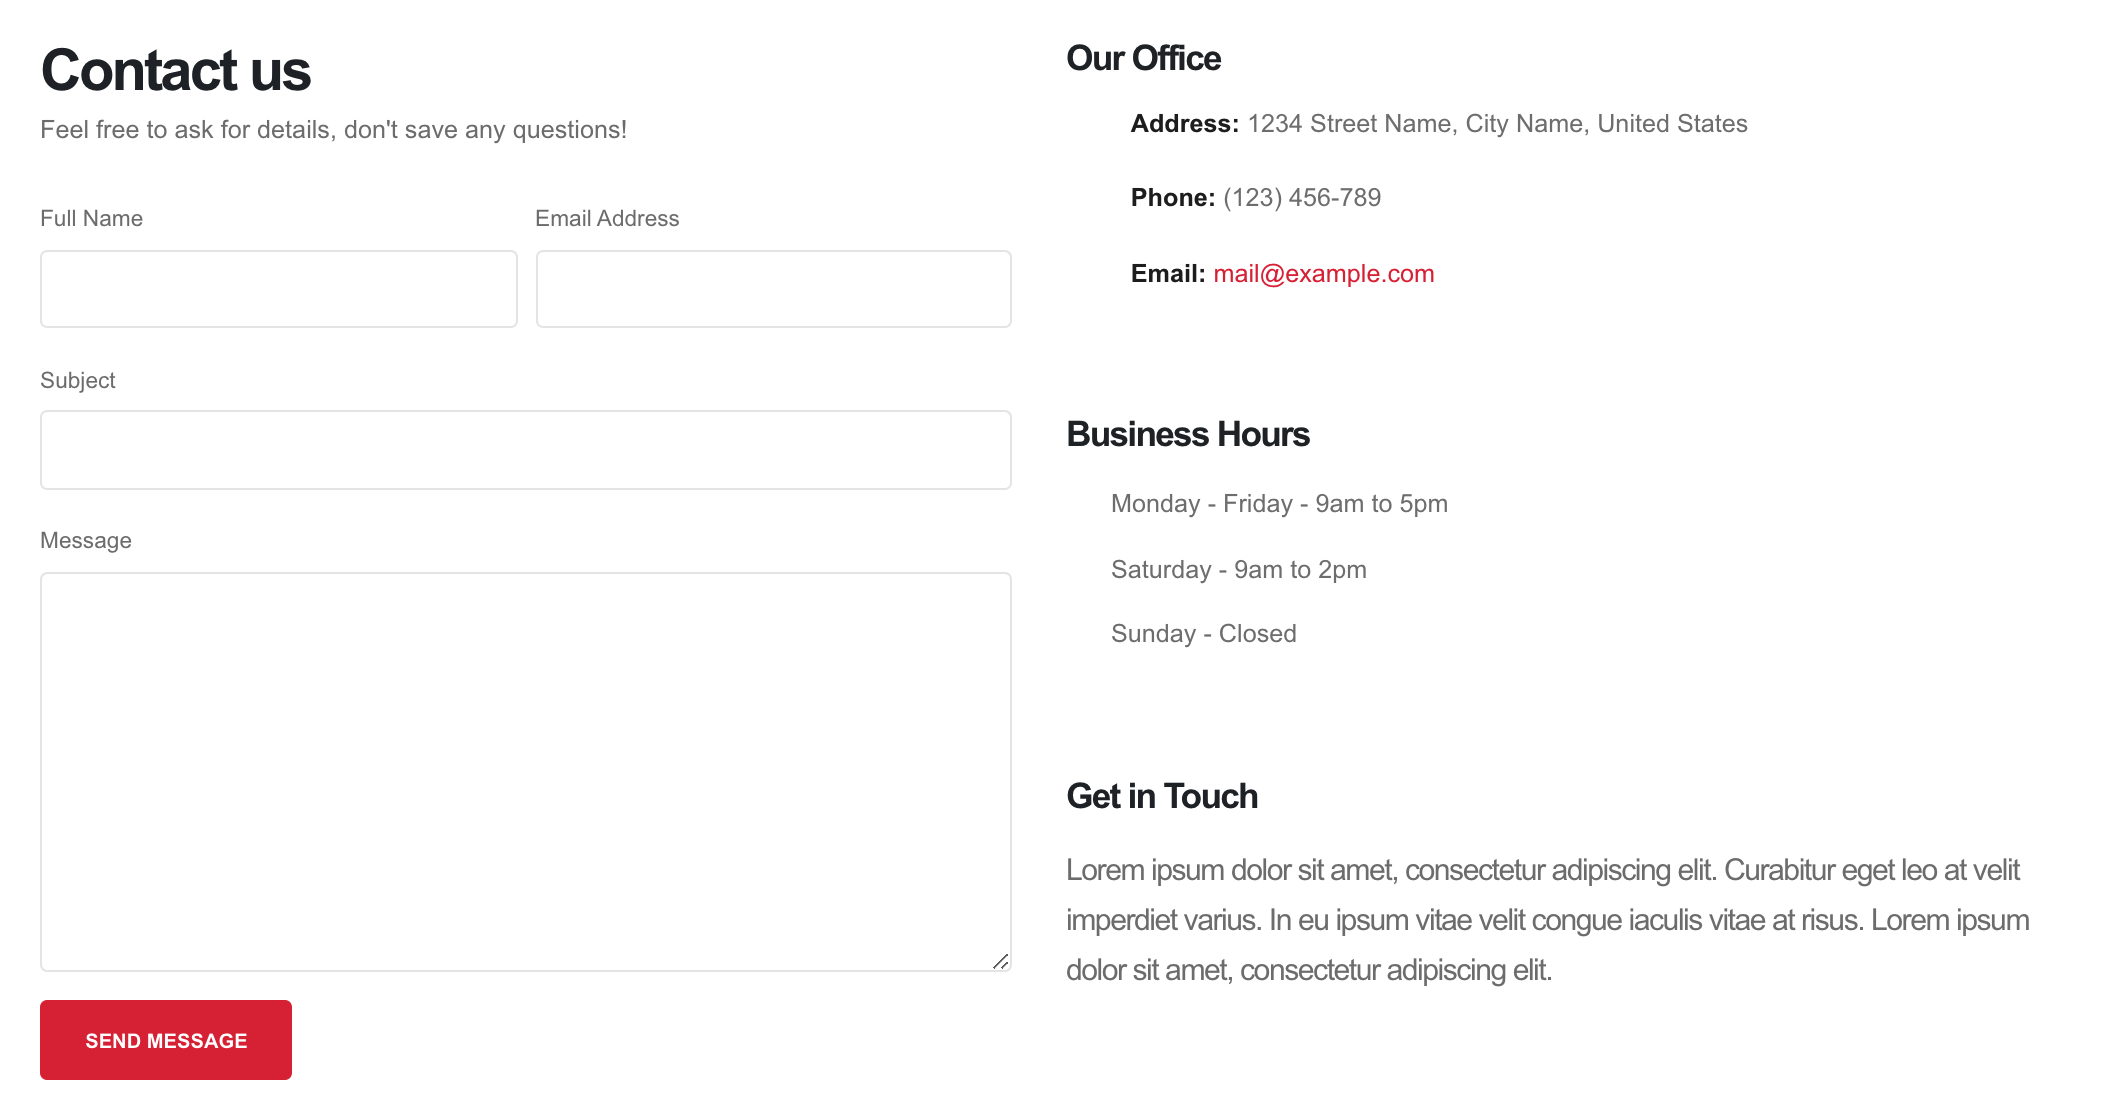 Contact us
Feel free to ask for details, don't save any questions!
Full Name
Email Address
Subject
Message
SEND MESSAGE
Our Office
Address: 1234 Street Name, City Name, United States
Phone: (123) 456-789
Email: mail@example.com
Business Hours
Monday - Friday - 9am to 5pm
Saturday - 9am to 2pm
Sunday - Closed
Get in Touch
Lorem ipsum dolor sit amet, consectetur adipiscing elit. Curabitur eget leo at velit
imperdiet varius. In eu ipsum vitae velit congue iaculis vitae at risus. Lorem ipsum
dolor sit amet, consectetur adipiscing elit.